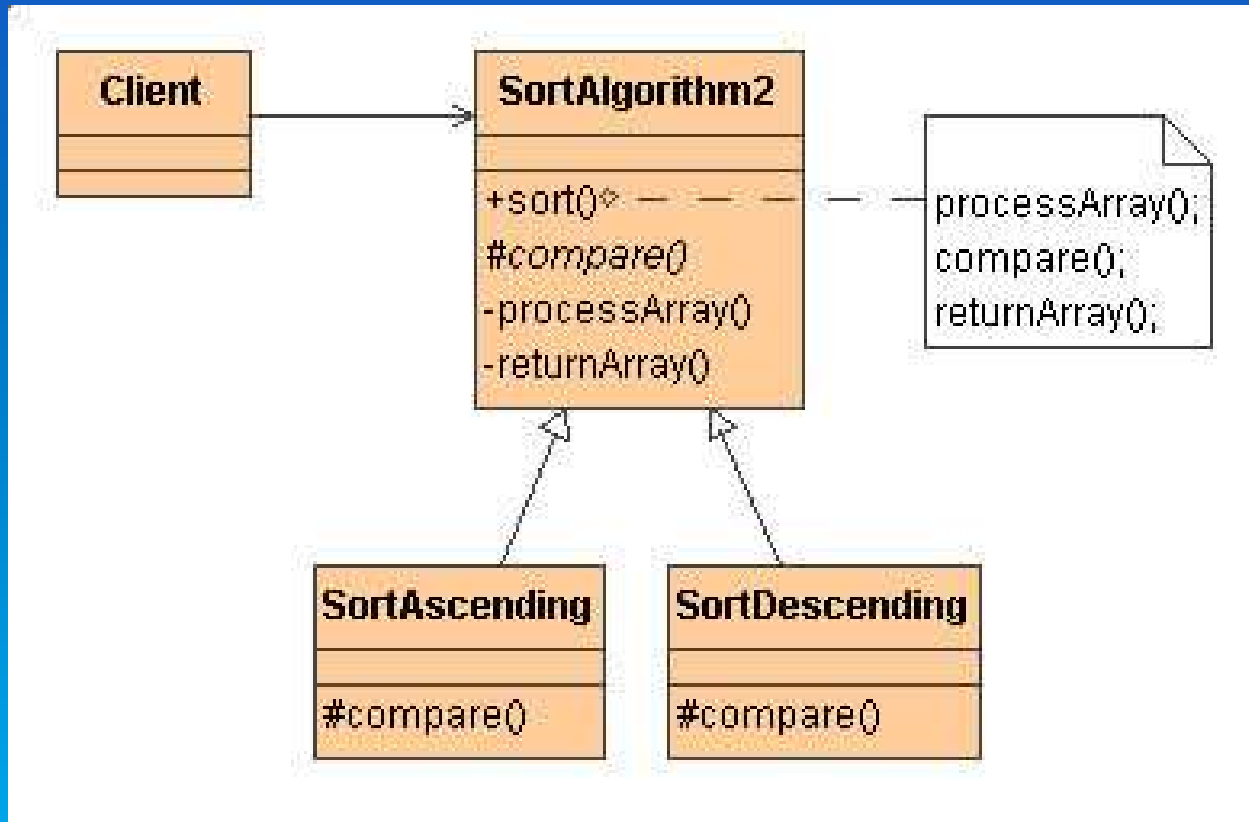 Client
SortAlgorithm2
+sort()
#compare()
-processArray()
-returnArray()
processArray();
compare();
returnArray();
SortAscending
#compare()
SortDescending
#compare()